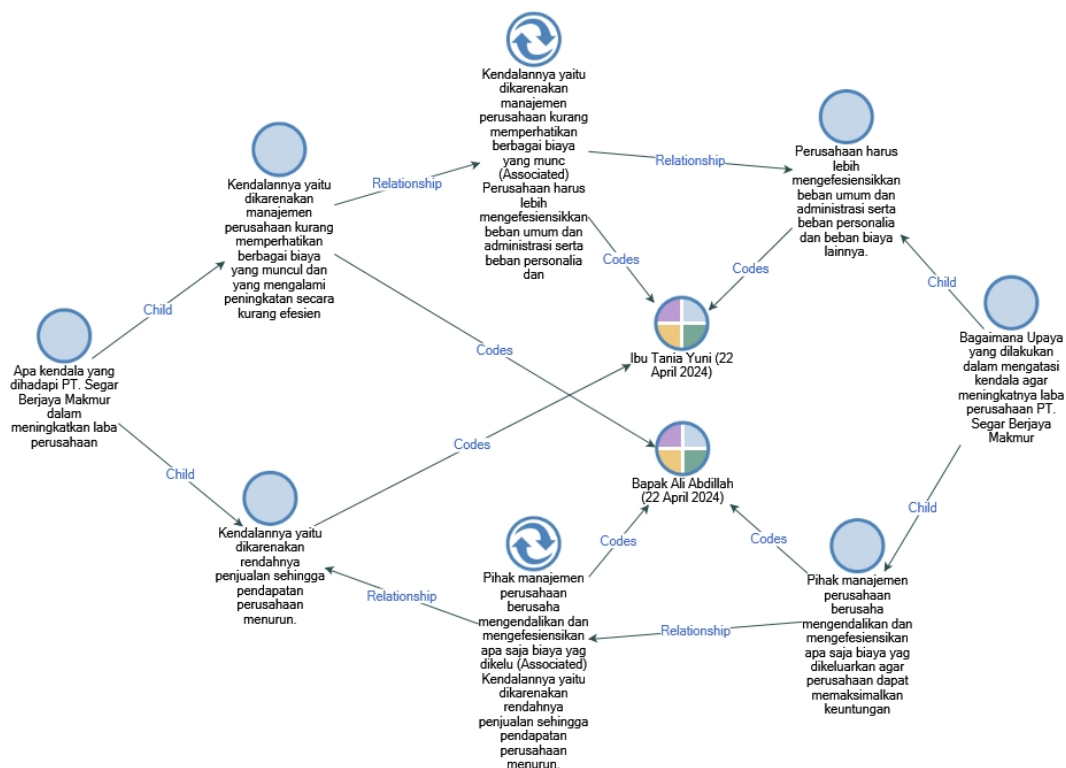 Kendalannya yaitu
dikarenakan
manajemen
perusahaan kurang
memperhatikan
berbagai biaya
yang munc
(Associated)
Perusahaan harus
lebih
mengefesiensikkan
beban umum dan
administrasi serta
beban personalia
dan
Perusahaan harus
lebih
mengefesiensikkan
beban umum dan
administrasi serta
beban personalia
dan beban biaya
lainnya.
Kendalannya yaitu
dikarenakan
manajemen
perusahaan kurang
memperhatikan
berbagai biaya
yang muncul dan
yang mengalami
peningkatan secara
kurang efesien
Relationship
Relationship
Codes
Codes
Child
Child
Apa kendala yang
dihadapi PT. Segar
Berjaya Makmur
dalam
meningkatkan laba
perusahaan
Codes
Ibu Tania Yuni (22
April 2024)
Bagaimana Upaya
yang dilakukan
dalam mengatasi
kendala agar
meningkatnya laba
perusahaan PT.
Segar Berjaya
Makmur
Child
Codes
Bapak Ali Abdillah
(22 April 2024)
Child
Kendalannya yaitu
dikarenakan
rendahnya
penjualan sehingga
pendapatan
perusahaan
menurun.
Codes
Codes
Relationship
Relationship
Pihak manajemen
perusahaan
berusaha
mengendalikan dan
mengefesiensikan
apa saja biaya yag
dikelu (Associated)
Kendalannya yaitu
dikarenakan
rendahnya
penjualan sehingga
pendapatan
perusahaan
menurun.
Pihak manajemen
perusahaan
berusaha
mengendalikan dan
mengefesiensikan
apa saja biaya yag
dikeluarkan agar
perusahaan dapat
memaksimalkan
keuntungan